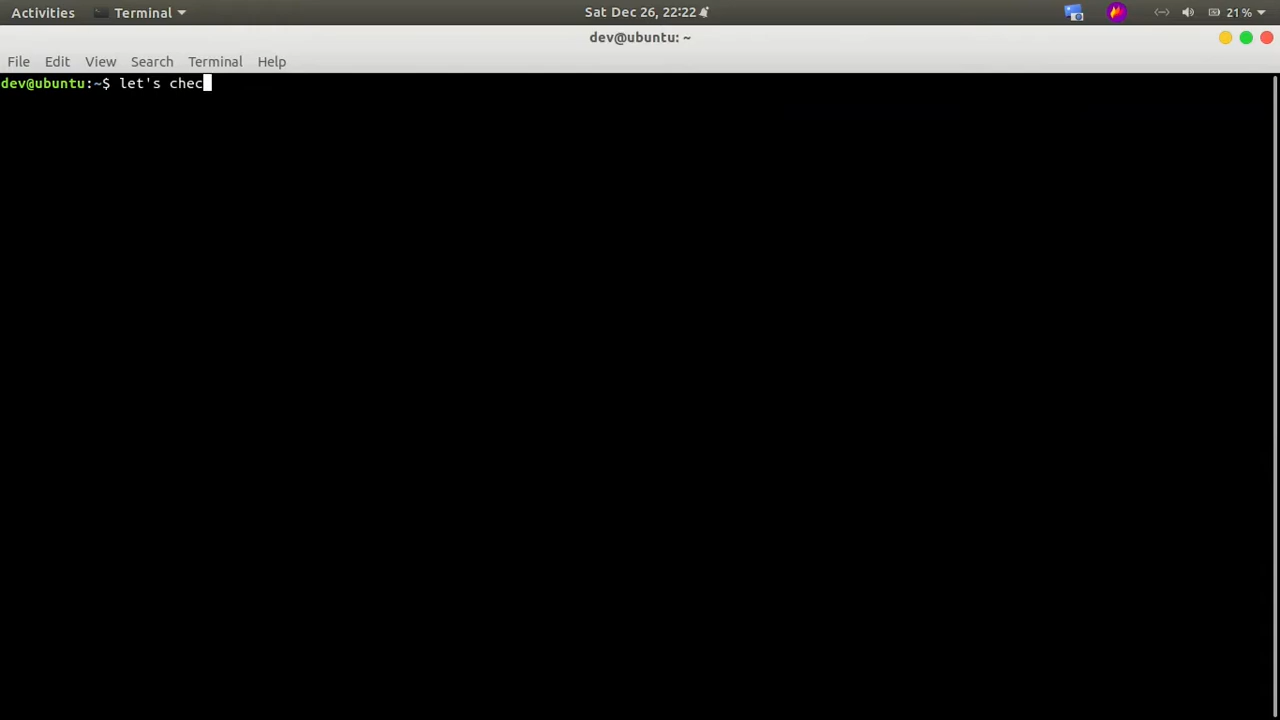 Activities Terminal Sat Dec 26, 22:22 21%
dev@ubuntu: ~
File Edit View Search Terminal Help
dev@ubuntu:~$ let's chec